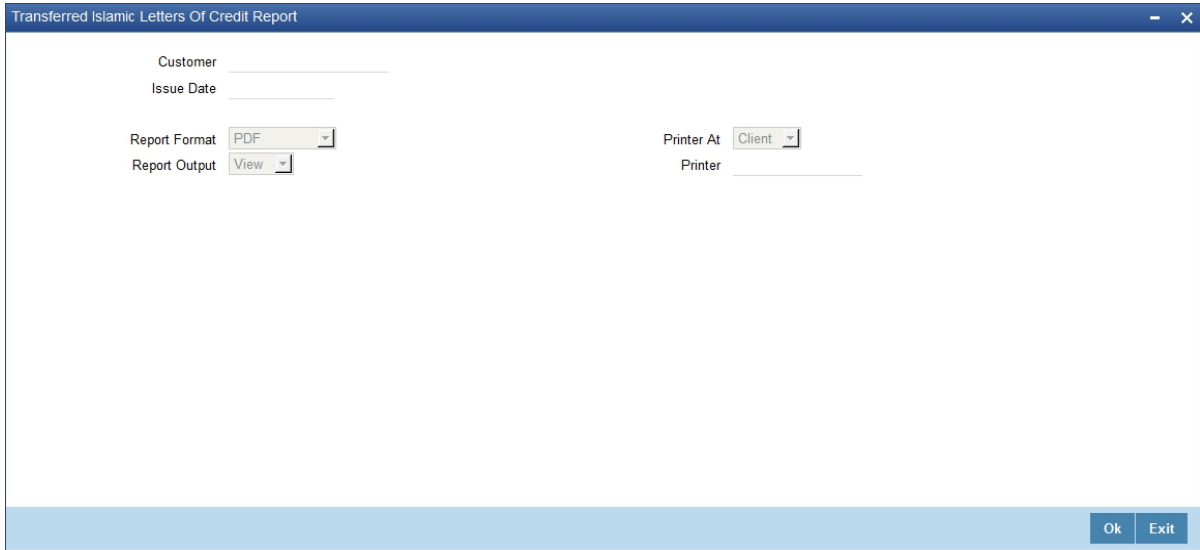 Transferred Islamic Letters Of Credit Report
Customer
Issue Date
Report Format PDF Printer At Client
Report Output View Printer
Ok Exit